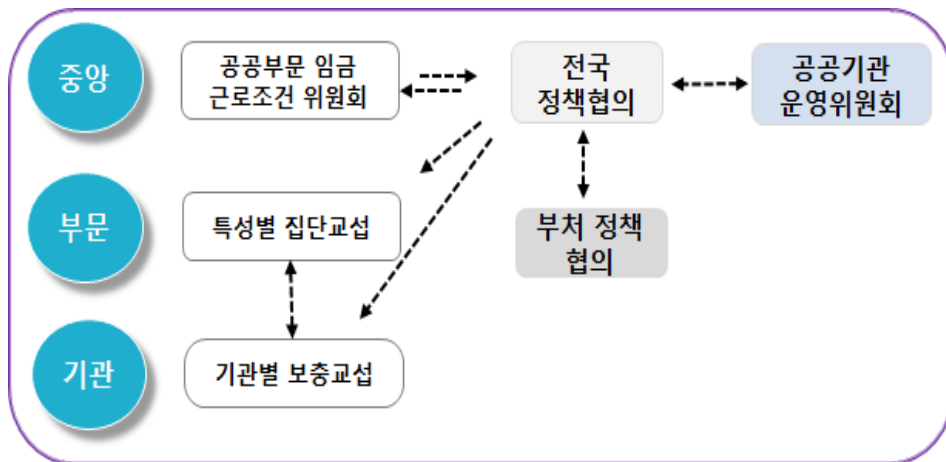 중앙
공공부문 임금
근로조건 위원회
전국
정책협의
공공기관
운영위원회
부문
특성별 집단교섭
부처 정책
협의
기관
기관별 보충교섭